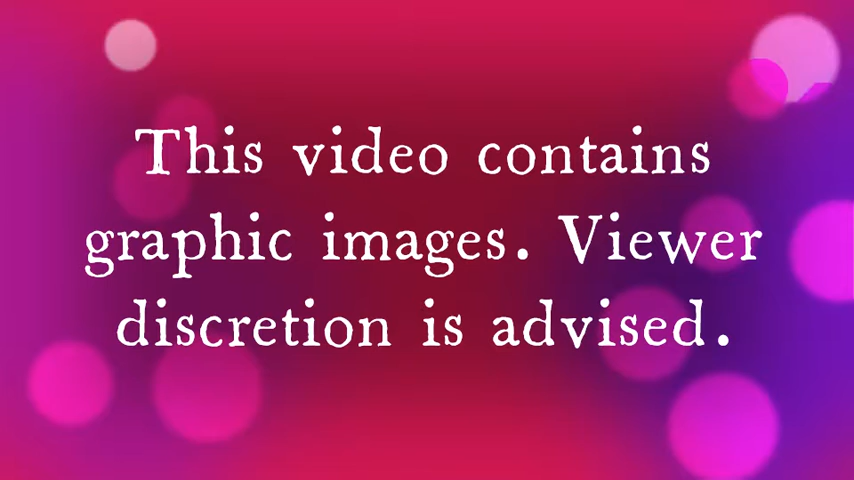 This video contains
graphic images. Viewer
discretion is advised.